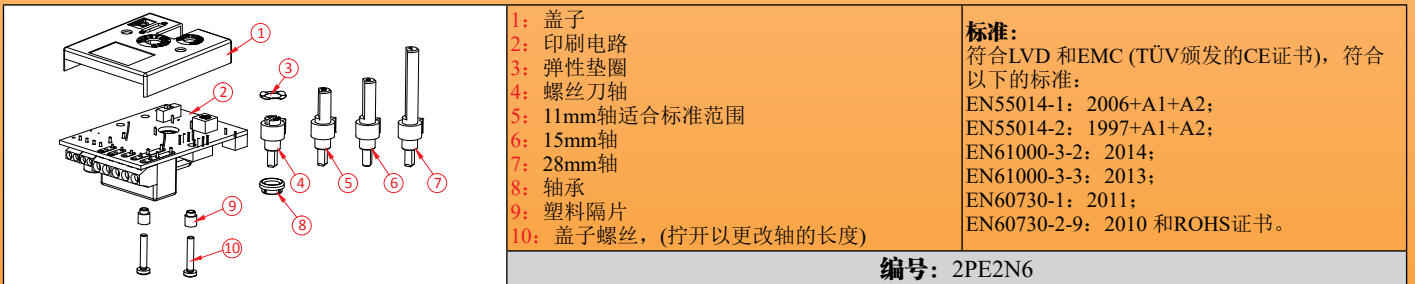 1
2
3
4
5
6
7
8
9
10
1：盖子
2：印刷电路
3：弹性垫圈
4：螺丝刀轴
5：11mm轴适合标准范围
6：15mm轴
7：28mm轴
8：轴承
9：塑料隔片
10：盖子螺丝，(拧开以更改轴的长度)
标准：
符合LVD 和EMC (TÜV颁发的CE证书)，符合
以下的标准：
EN55014-1：2006+A1+A2；
EN55014-2：1997+A1+A2；
EN61000-3-2：2014；
EN61000-3-3：2013；
EN60730-1：2011；
EN60730-2-9：2010 和ROHS证书。
编号：2PE2N6